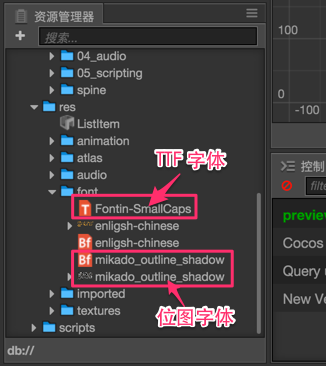 资源管理器
搜索...
04_audio
05_scripting
spine
res
ListItem
animation
atlas
audio
font
TTF 字体
Fontin-SmallCaps
enligsh-chinese
enligsh-chinese
mikado_outline_shadow
mikado_outline_shadow
位图字体
imported
textures
scripts
db://
100
0
-100
控制
filte
previe
Cocos
Query u
New Ve